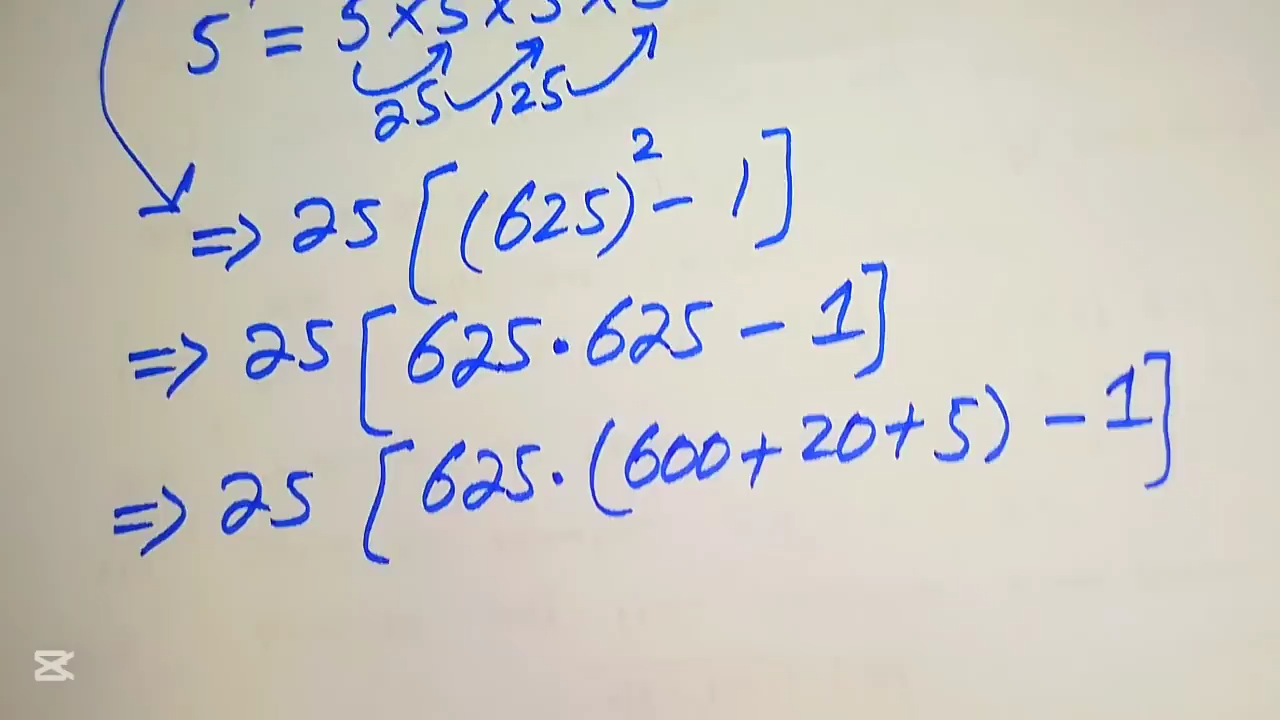 5 = 5 × 5 × 5 ×
25 125
⇒ 25 [(625)² - 1]
⇒ 25 [625 · 625 - 1]
⇒ 25 [625 · (600 + 20 + 5) - 1]